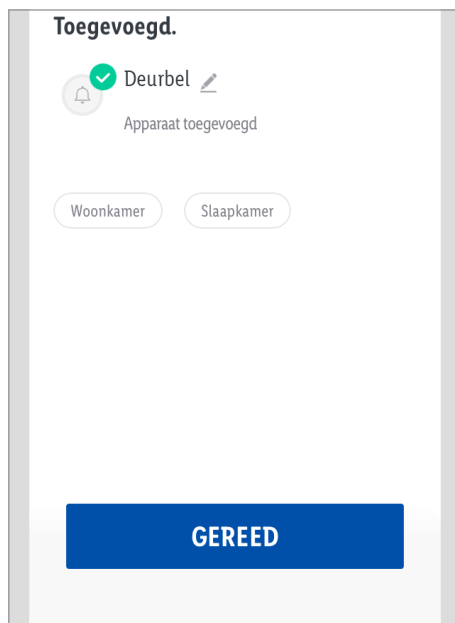 Toegevoegd.
Deurbel
Apparaat toegevoegd
Woonkamer Slaapkamer
GEREED